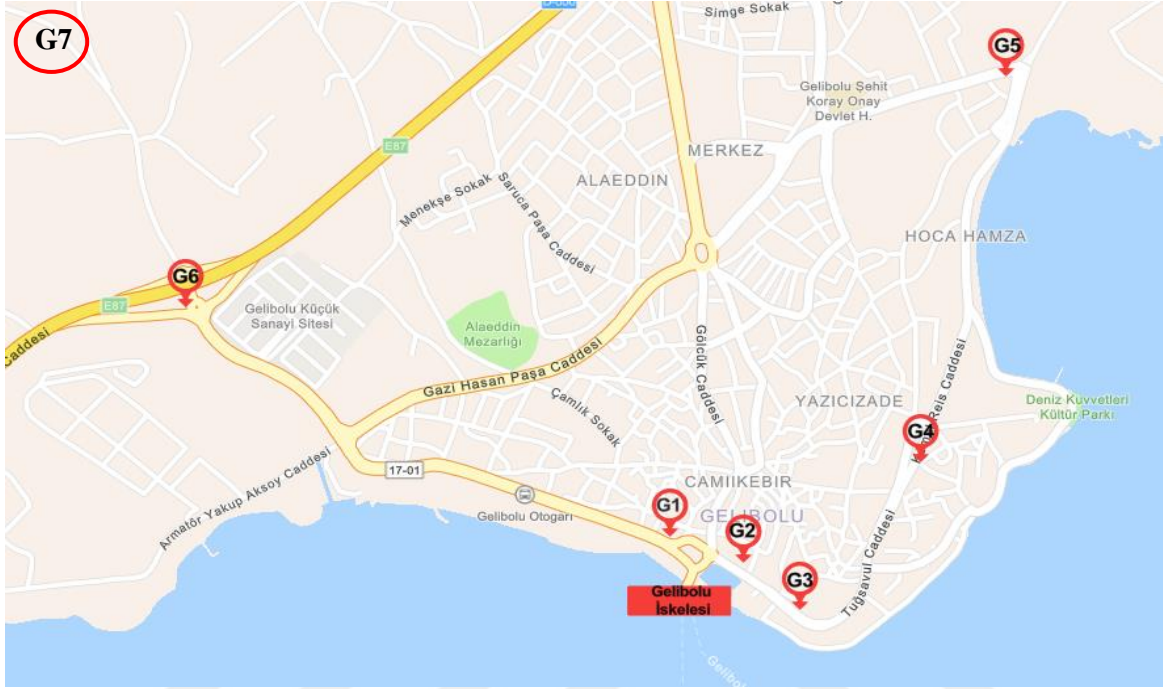 G7
D-550
Simge Sokak
G5
Gelibolu Şehit
Koray Onay
Devlet H.
E87
MERKEZ
ALAEDDIN
Menekşe Sokak
Saruca Paşa Caddesi
HOCA HAMZA
G6
E87
Gelibolu Küçük
Sanayi Sitesi
Alaeddin
Mezarlığı
Caddesi
Gölcük Caddesi
Gazi Hasan Paşa Caddesi
Çamlık Sokak
YAZICIZADE
Reis Caddesi
Deniz Kuvvetleri
Kültür Parkı
G4
17-01
Armatör Yakup Aksoy Caddesi
CAMIIKEBIR
Gelibolu Otogarı
G1
GELIBOLU
G2
G3
Tuğsavul Caddesi
Gelibolu
İskelesi
Gelibolu